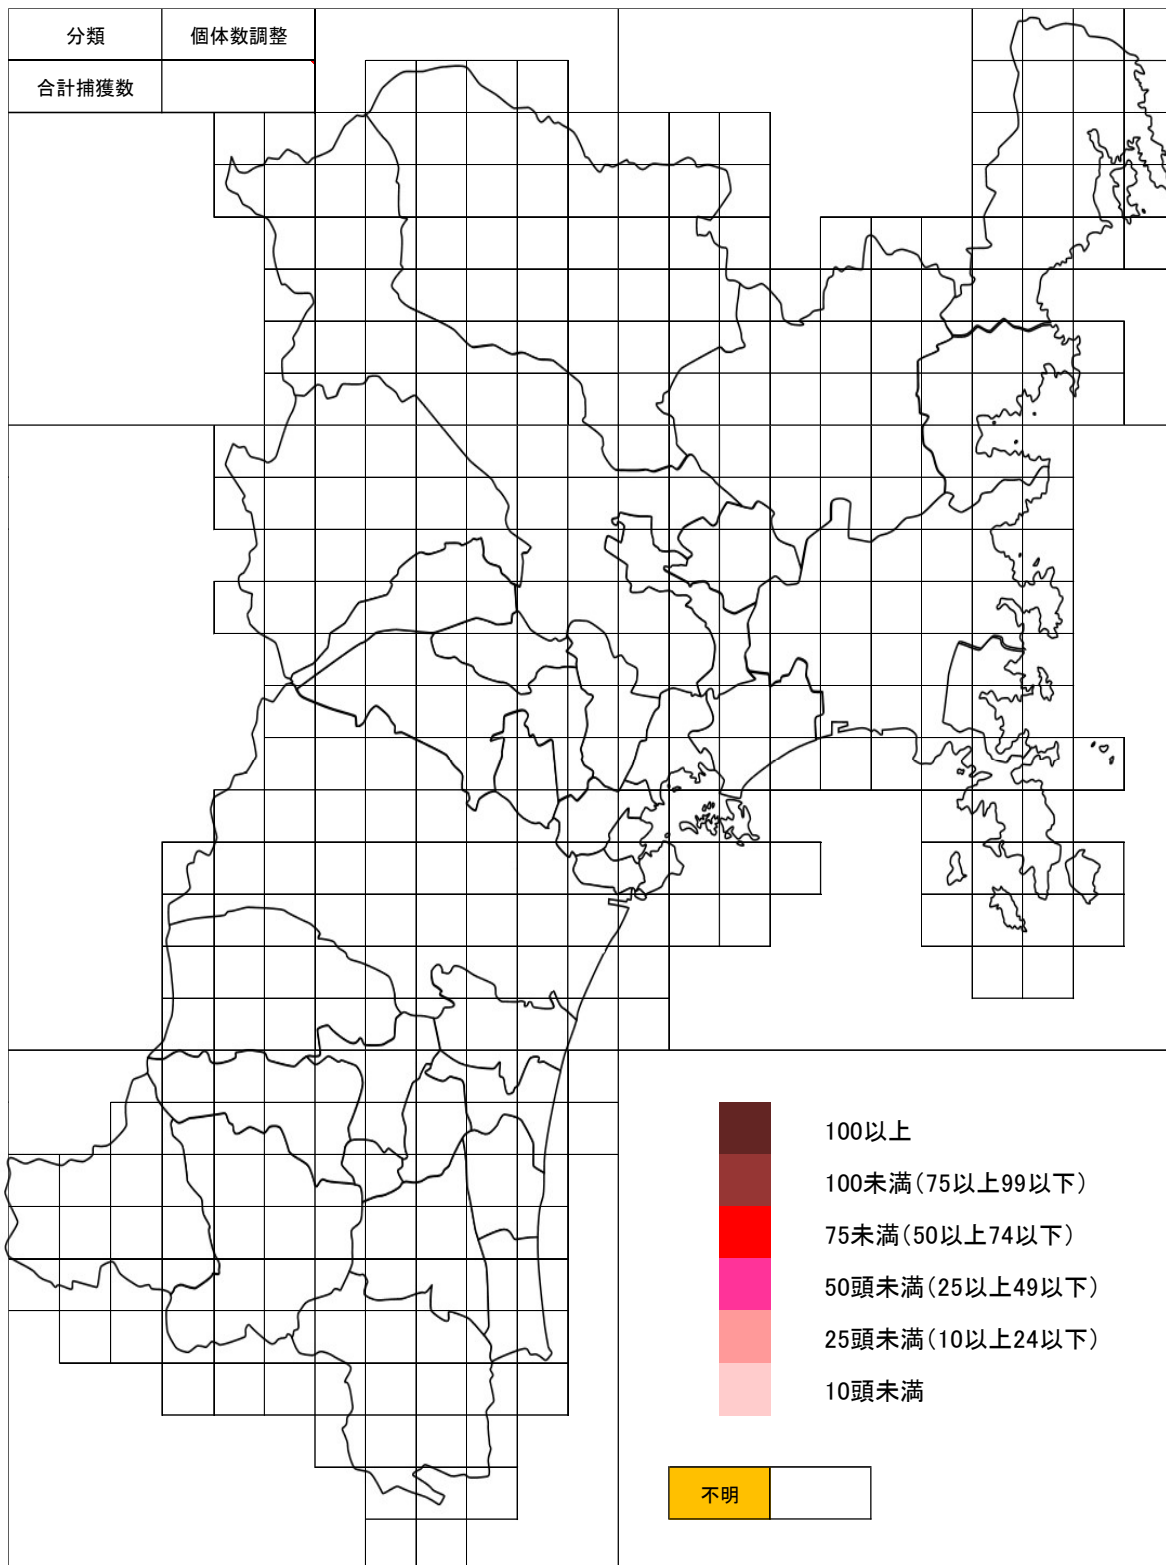 分類 個体数調整
合計捕獲数
100以上
100未満(75以上99以下)
75未満(50以上74以下)
50頭未満(25以上49以下)
25頭未満(10以上24以下)
10頭未満
不明